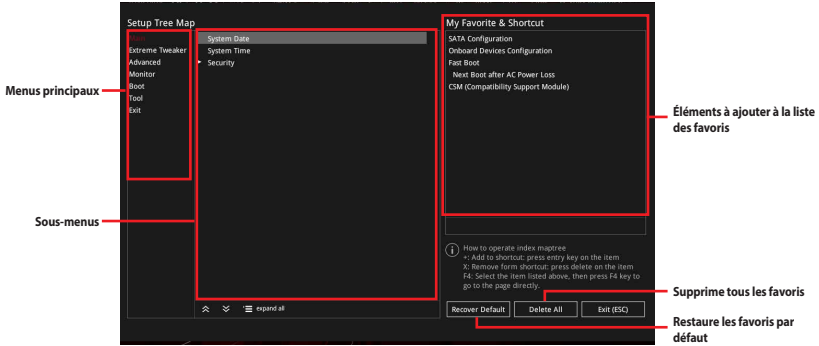 Setup Tree Map
Main
Extreme Tweaker
Advanced
Monitor
Boot
Tool
Exit
System Date
System Time
Security
expand all
My Favorite & Shortcut
SATA Configuration
Onboard Devices Configuration
Fast Boot
Next Boot after AC Power Loss
CSM (Compatibility Support Module)
How to operate index maptree
+: Add to shortcut: press entry key on the item
X: Remove form shortcut: press delete on the item
F4: Select the item listed above, then press F4 key to
go to the page directly.
Recover Default
Delete All
Exit (ESC)
Menus principaux
Sous-menus
Éléments à ajouter à la liste
des favoris
Supprime tous les favoris
Restaure les favoris par
défaut